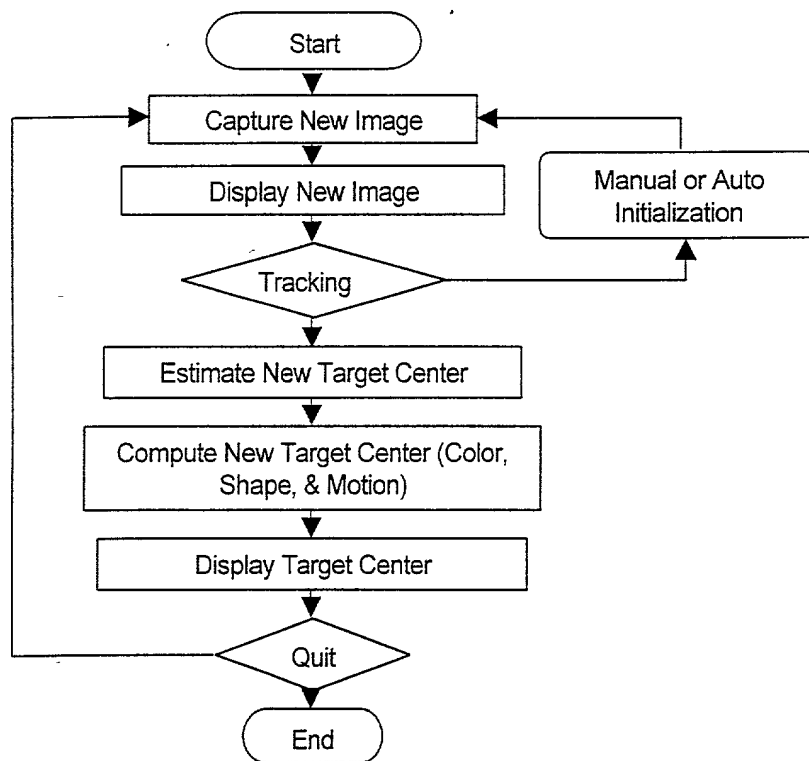 Start
Capture New Image
Display New Image
Manual or Auto
Initialization
Tracking
Estimate New Target Center
Compute New Target Center (Color,
Shape, & Motion)
Display Target Center
Quit
End